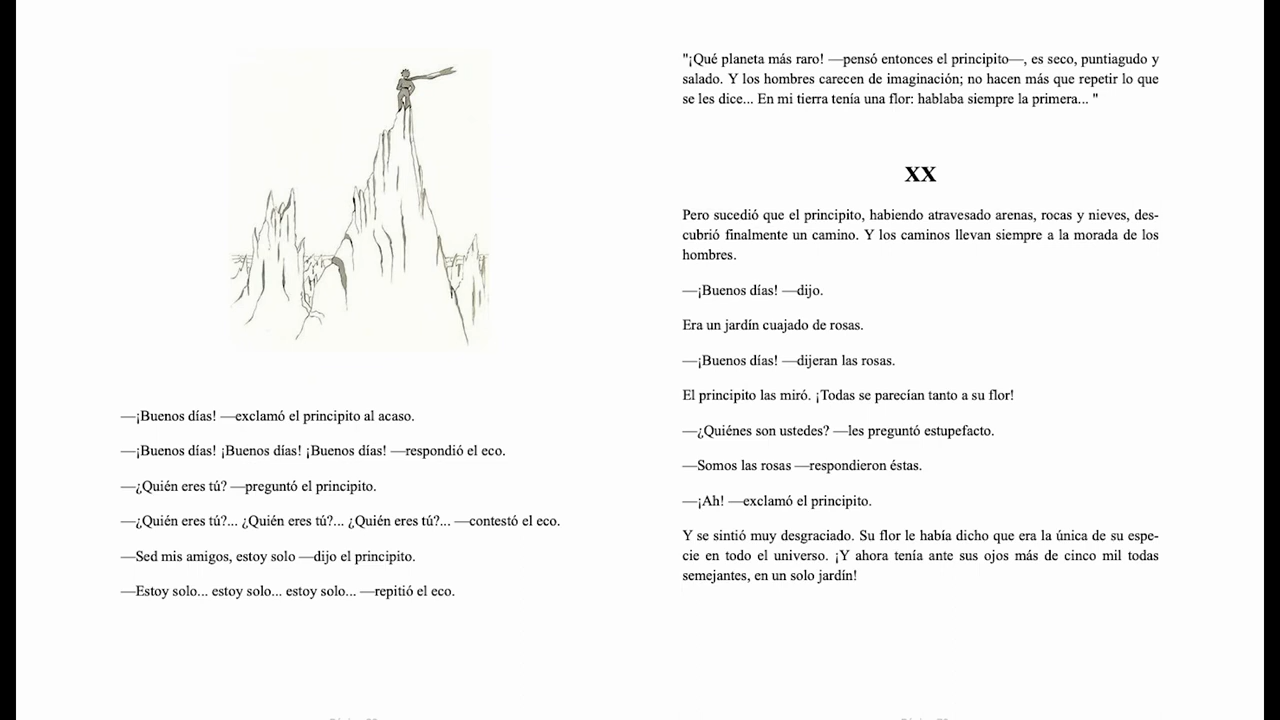 —¡Buenos días! —exclamó el principito al acaso.
—¡Buenos días! ¡Buenos días! ¡Buenos días! —respondió el eco.
—¿Quién eres tú? —preguntó el principito.
—¿Quién eres tú?... ¿Quién eres tú?... ¿Quién eres tú?... —contestó el eco.
—Sed mis amigos, estoy solo —dijo el principito.
—Estoy solo... estoy solo... estoy solo... —repitió el eco.
"¡Qué planeta más raro! —pensó entonces el principito—, es seco, puntiagudo y
salado. Y los hombres carecen de imaginación; no hacen más que repetir lo que
se les dice... En mi tierra tenía una flor: hablaba siempre la primera... "
XX
Pero sucedió que el principito, habiendo atravesado arenas, rocas y nieves, des-
cubrió finalmente un camino. Y los caminos llevan siempre a la morada de los
hombres.
—¡Buenos días! —dijo.
Era un jardín cuajado de rosas.
—¡Buenos días! —dijeran las rosas.
El principito las miró. ¡Todas se parecían tanto a su flor!
—¿Quiénes son ustedes? —les preguntó estupefacto.
—Somos las rosas —respondieron éstas.
—¡Ah! —exclamó el principito.
Y se sintió muy desgraciado. Su flor le había dicho que era la única de su espe-
cie en todo el universo. ¡Y ahora tenía ante sus ojos más de cinco mil todas
semejantes, en un solo jardín!